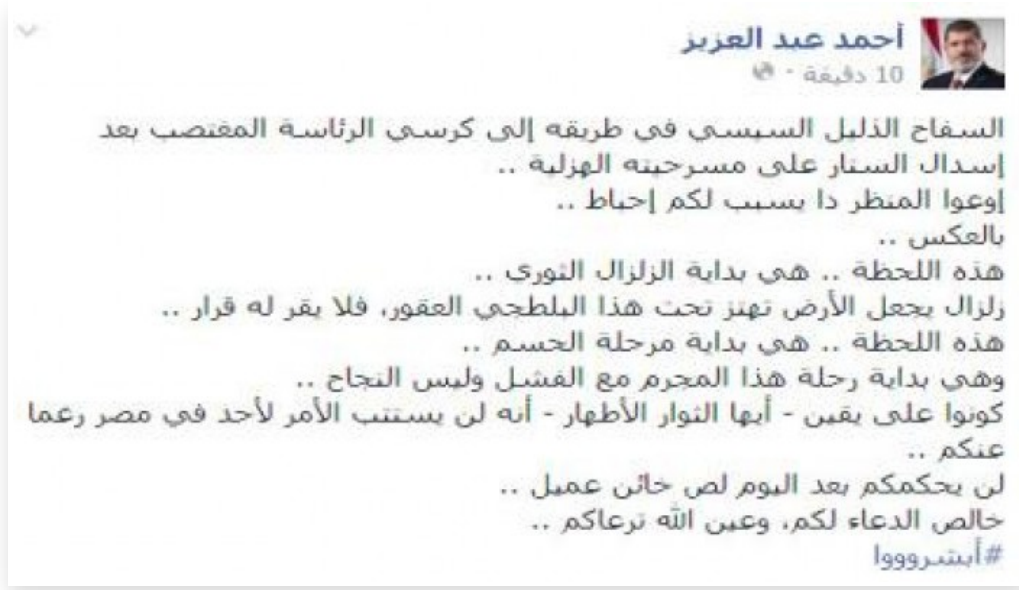 أحمد عبد العزيز
10 دقيقة ·
السفاح الذليل السيسي في طريقه إلى كرسي الرئاسة المغتصب بعد
إسدال الستار على مسرحيته الهزلية ..
إوعوا المنظر دا يسبب لكم إحباط ..
بالعكس ..
هذه اللحظة .. هي بداية الزلزال الثوري ..
زلزال يجعل الأرض تهتز تحت هذا البلطجي العقور، فلا يقر له قرار ..
هذه اللحظة .. هي بداية مرحلة الحسم ..
وهي بداية رحلة هذا المجرم مع الفشل وليس النجاح ..
كونوا على يقين - أيها الثوار الأطهار - أنه لن يستتب الأمر لأحد في مصر رغما
عنكم ..
لن يحكمكم بعد اليوم لص خائن عميل ..
خالص الدعاء لكم، وعين الله ترعاكم ..
#أبشروووا